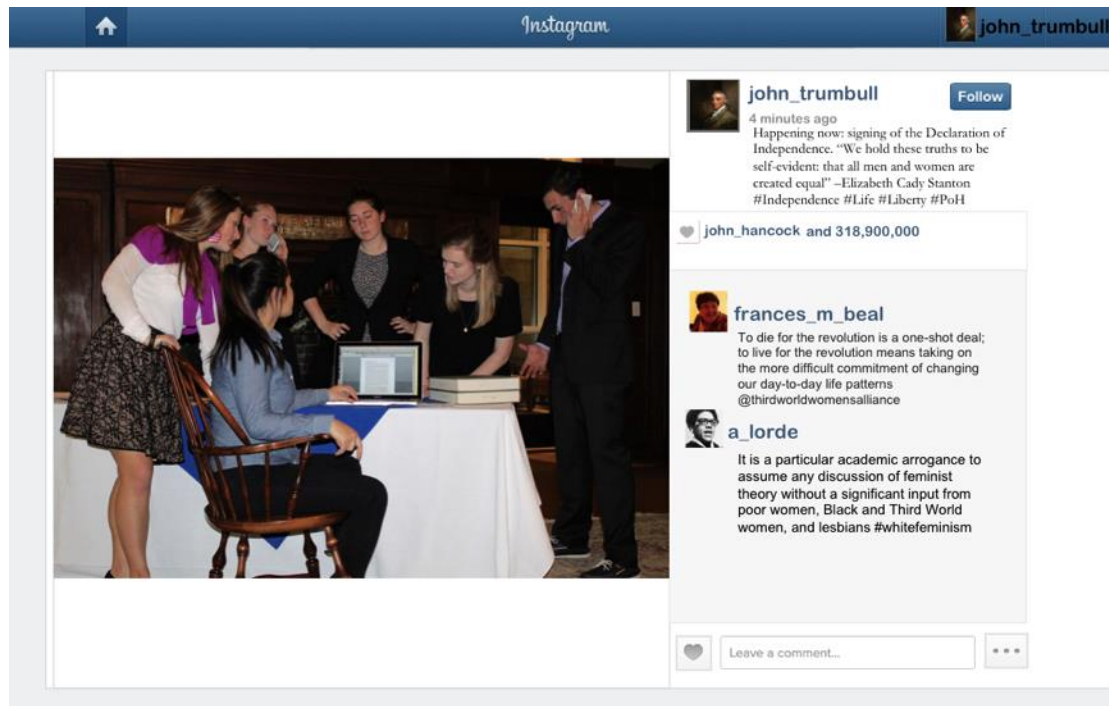 Instagram
john_trumbull
john_trumbull
Follow
4 minutes ago
Happening now: signing of the Declaration of
Independence. “We hold these truths to be
self-evident: that all men and women are
created equal” –Elizabeth Cady Stanton
#Independence #Life #Liberty #PoH
john_hancock and 318,900,000
frances_m_beal
To die for the revolution is a one-shot deal;
to live for the revolution means taking on
the more difficult commitment of changing
our day-to-day life patterns
@thirdworldwomensalliance
a_lorde
It is a particular academic arrogance to
assume any discussion of feminist
theory without a significant input from
poor women, Black and Third World
women, and lesbians #whitefeminism
Leave a comment...